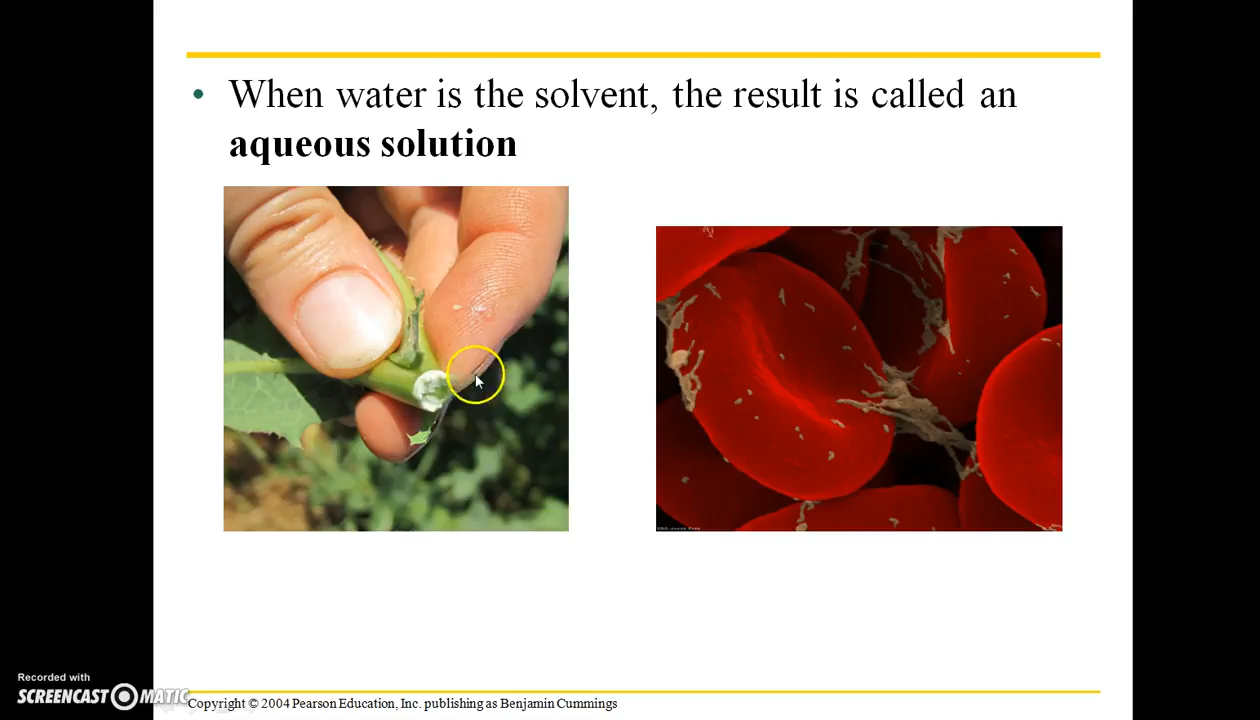 • When water is the solvent, the result is called an
aqueous solution
Recorded with
SCREENCAST MATIC
Copyright © 2004 Pearson Education, Inc. publishing as Benjamin Cummings